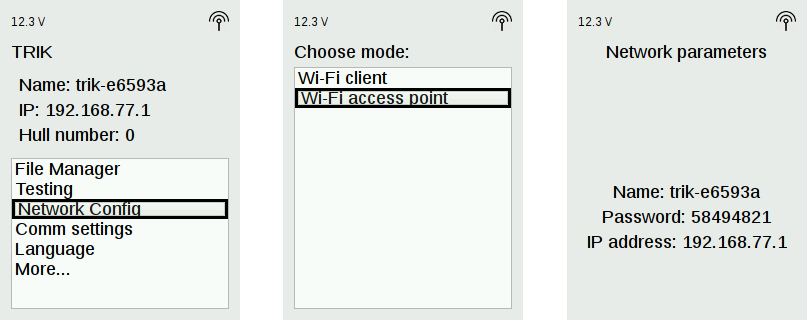 12.3 V
TRIK
Name: trik-e6593a
IP: 192.168.77.1
Hull number: 0
File Manager
Testing
Network Config
Comm settings
Language
More...
12.3 V
Choose mode:
Wi-Fi client
Wi-Fi access point
12.3 V
Network parameters
Name: trik-e6593a
Password: 58494821
IP address: 192.168.77.1